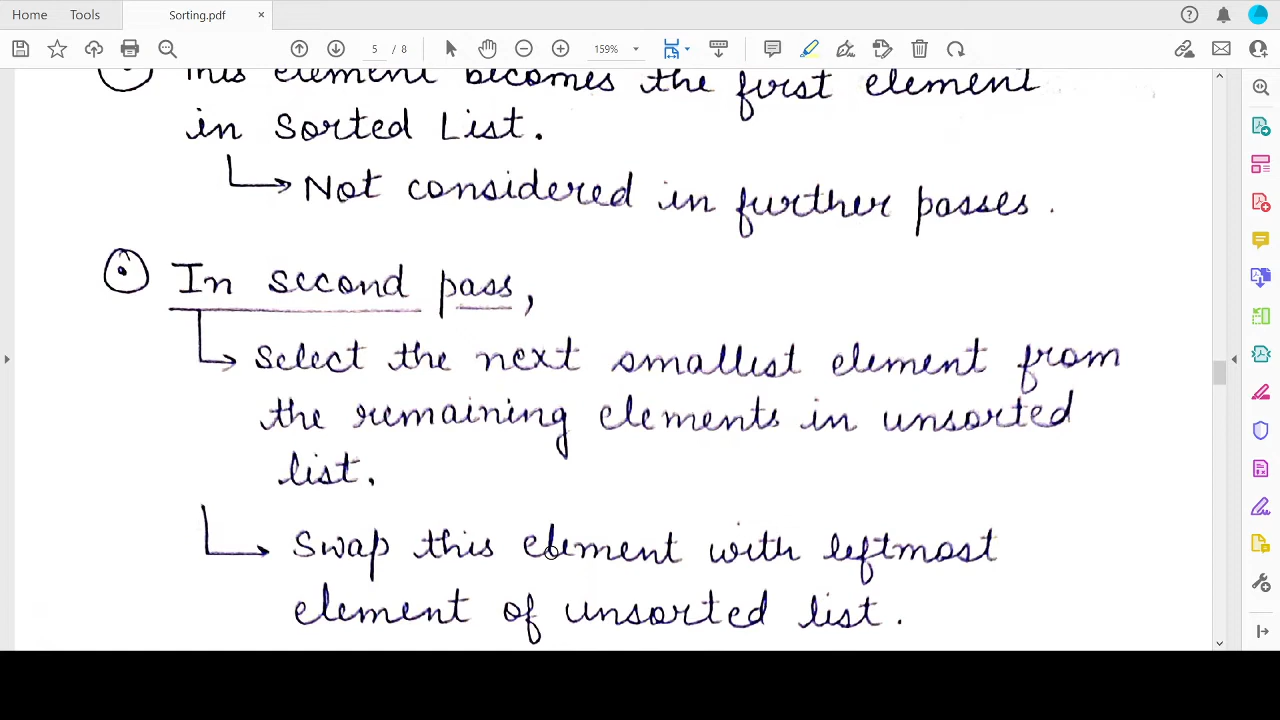 Home Tools Sorting.pdf ×
5 / 8 159%
This element becomes the first element
in Sorted List.
Not considered in further passes.
In second pass,
Select the next smallest element from
the remaining elements in unsorted
list.
Swap this element with leftmost
element of unsorted list.